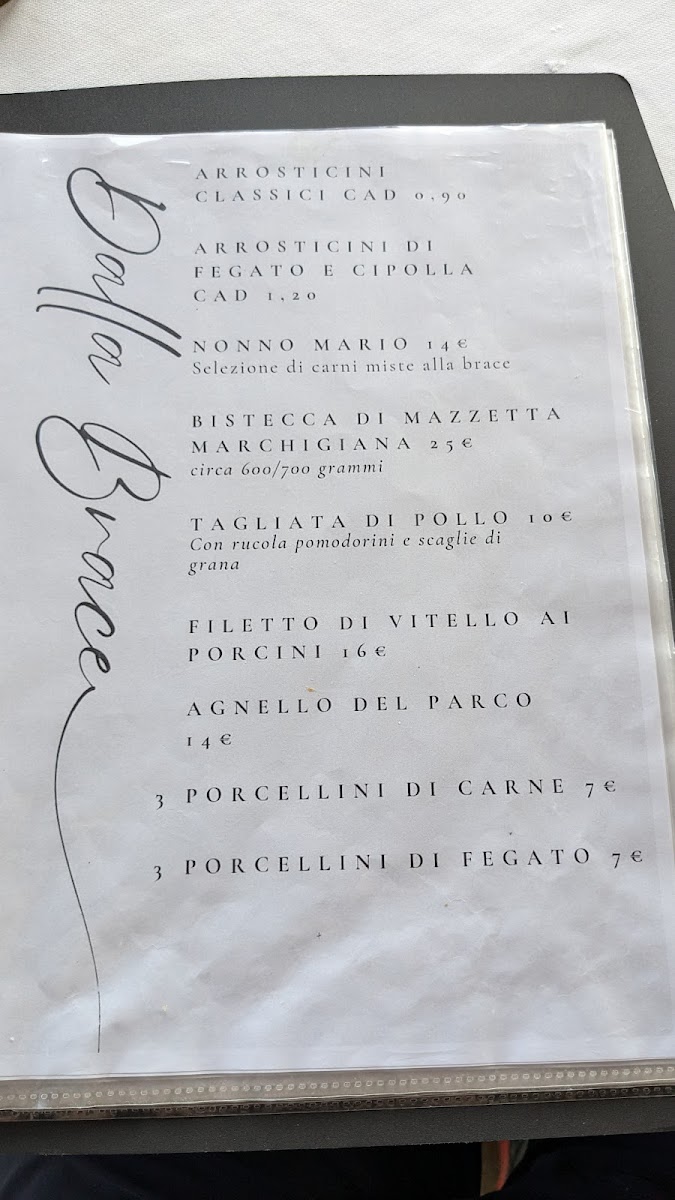 Dalla Brace
ARROSTICINI
CLASSICI CAD 0,90
ARROSTICINI DI
FEGATO E CIPOLLA
CAD 1,20
NONNO MARIO 14€
Selezione di carni miste alla brace
BISTECCA DI MAZZETTA
MARCHIGIANA 25€
circa 600/700 grammi
TAGLIATA DI POLLO 10€
Con rucola pomodorini e scaglie di
grana
FILETTO DI VITELLO AI
PORCINI 16€
AGNELLO DEL PARCO
14€
3 PORCELLINI DI CARNE 7€
3 PORCELLINI DI FEGATO 7€